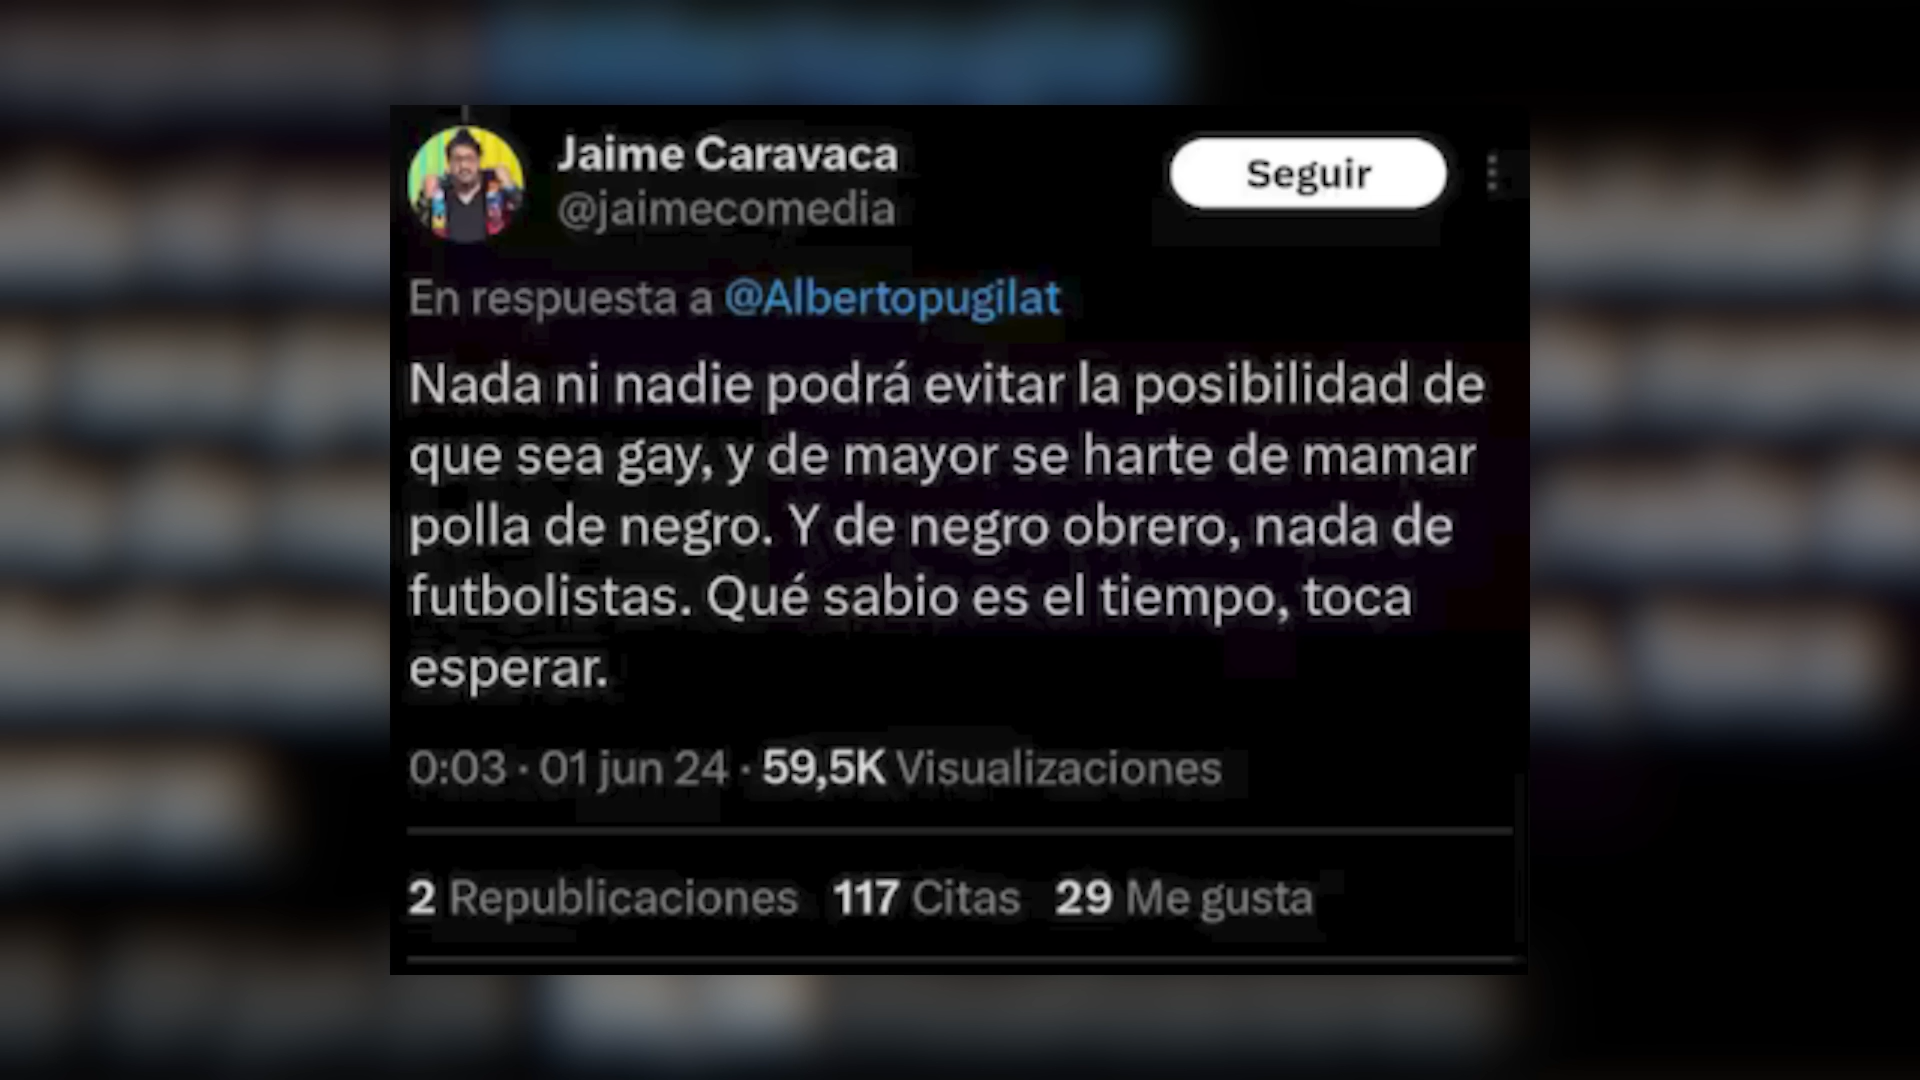 Jaime Caravaca
@jaimecomedia
Seguir
En respuesta a @Albertopugilat
Nada ni nadie podrá evitar la posibilidad de
que sea gay, y de mayor se harte de mamar
polla de negro. Y de negro obrero, nada de
futbolistas. Qué sabio es el tiempo, toca
esperar.
0:03 · 01 jun 24 · 59,5K Visualizaciones
2 Republicaciones 117 Citas 29 Me gusta